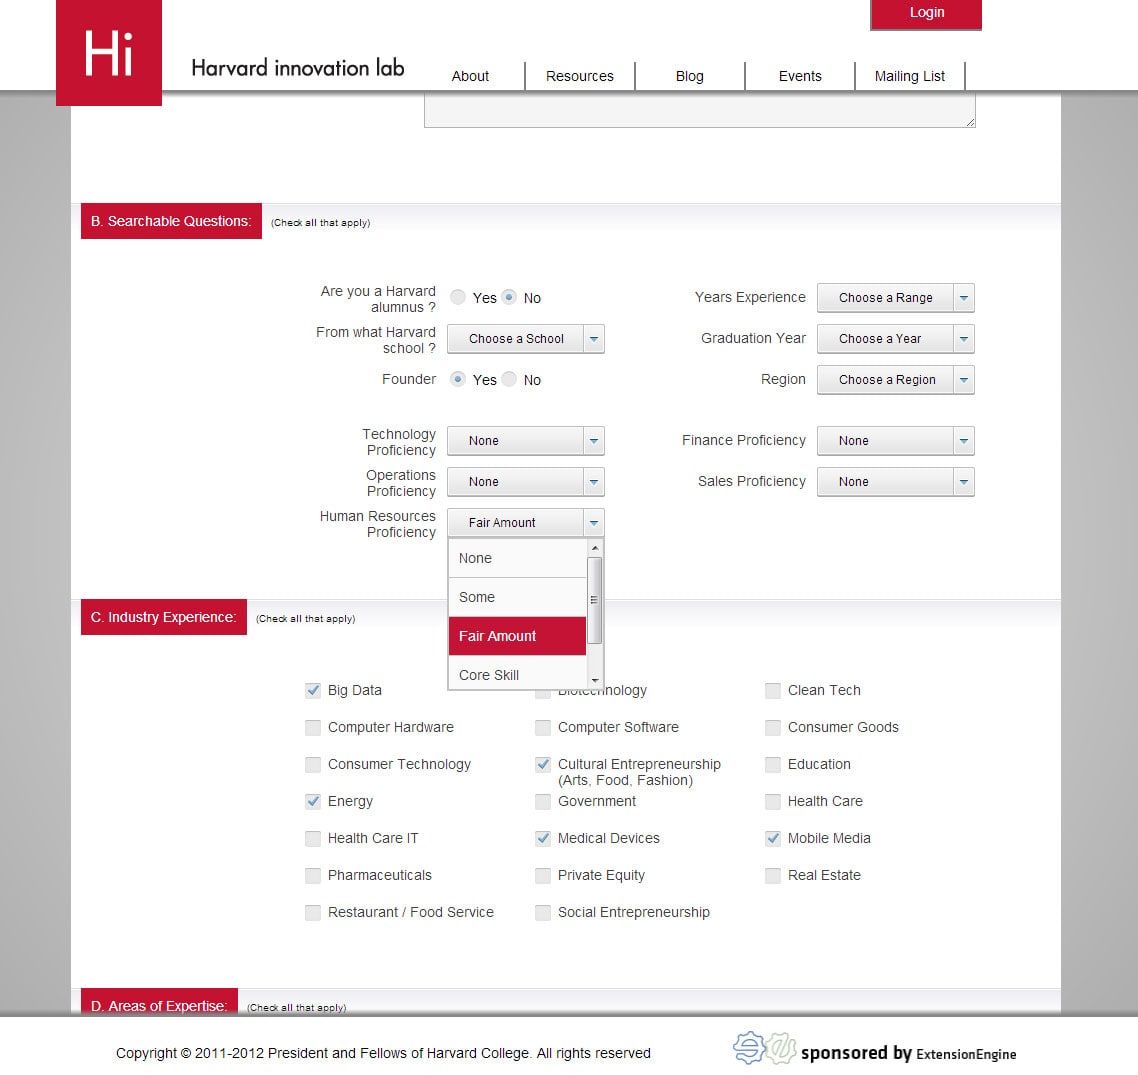 Hi
Harvard innovation lab
Login
About
Resources
Blog
Events
Mailing List
B. Searchable Questions:
(Check all that apply)
Are you a Harvard
alumnus ?
Yes
No
Years Experience
Choose a Range
From what Harvard
school ?
Choose a School
Graduation Year
Choose a Year
Founder
Yes
No
Region
Choose a Region
Technology
Proficiency
None
Finance Proficiency
None
Operations
Proficiency
None
Sales Proficiency
None
Human Resources
Proficiency
Fair Amount
None
Some
Fair Amount
Core Skill
C. Industry Experience:
(Check all that apply)
Big Data
Biotechnology
Clean Tech
Computer Hardware
Computer Software
Consumer Goods
Consumer Technology
Cultural Entrepreneurship
(Arts, Food, Fashion)
Education
Energy
Government
Health Care
Health Care IT
Medical Devices
Mobile Media
Pharmaceuticals
Private Equity
Real Estate
Restaurant / Food Service
Social Entrepreneurship
D. Areas of Expertise:
(Check all that apply)
Copyright © 2011-2012 President and Fellows of Harvard College. All rights reserved
sponsored by ExtensionEngine